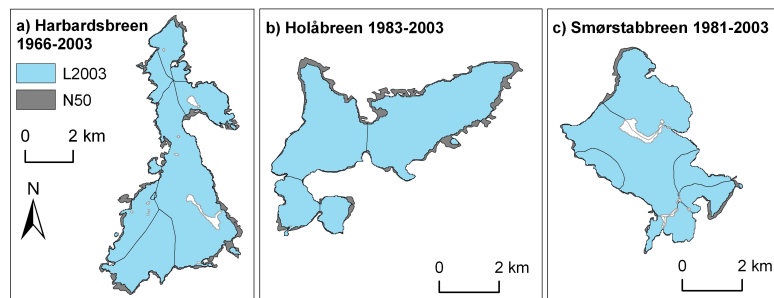 a) Harbardsbreen
1966-2003
L2003
N50
0 2 km
N
b) Holåbreen 1983-2003
0 2 km
c) Smørstabbreen 1981-2003
0 2 km